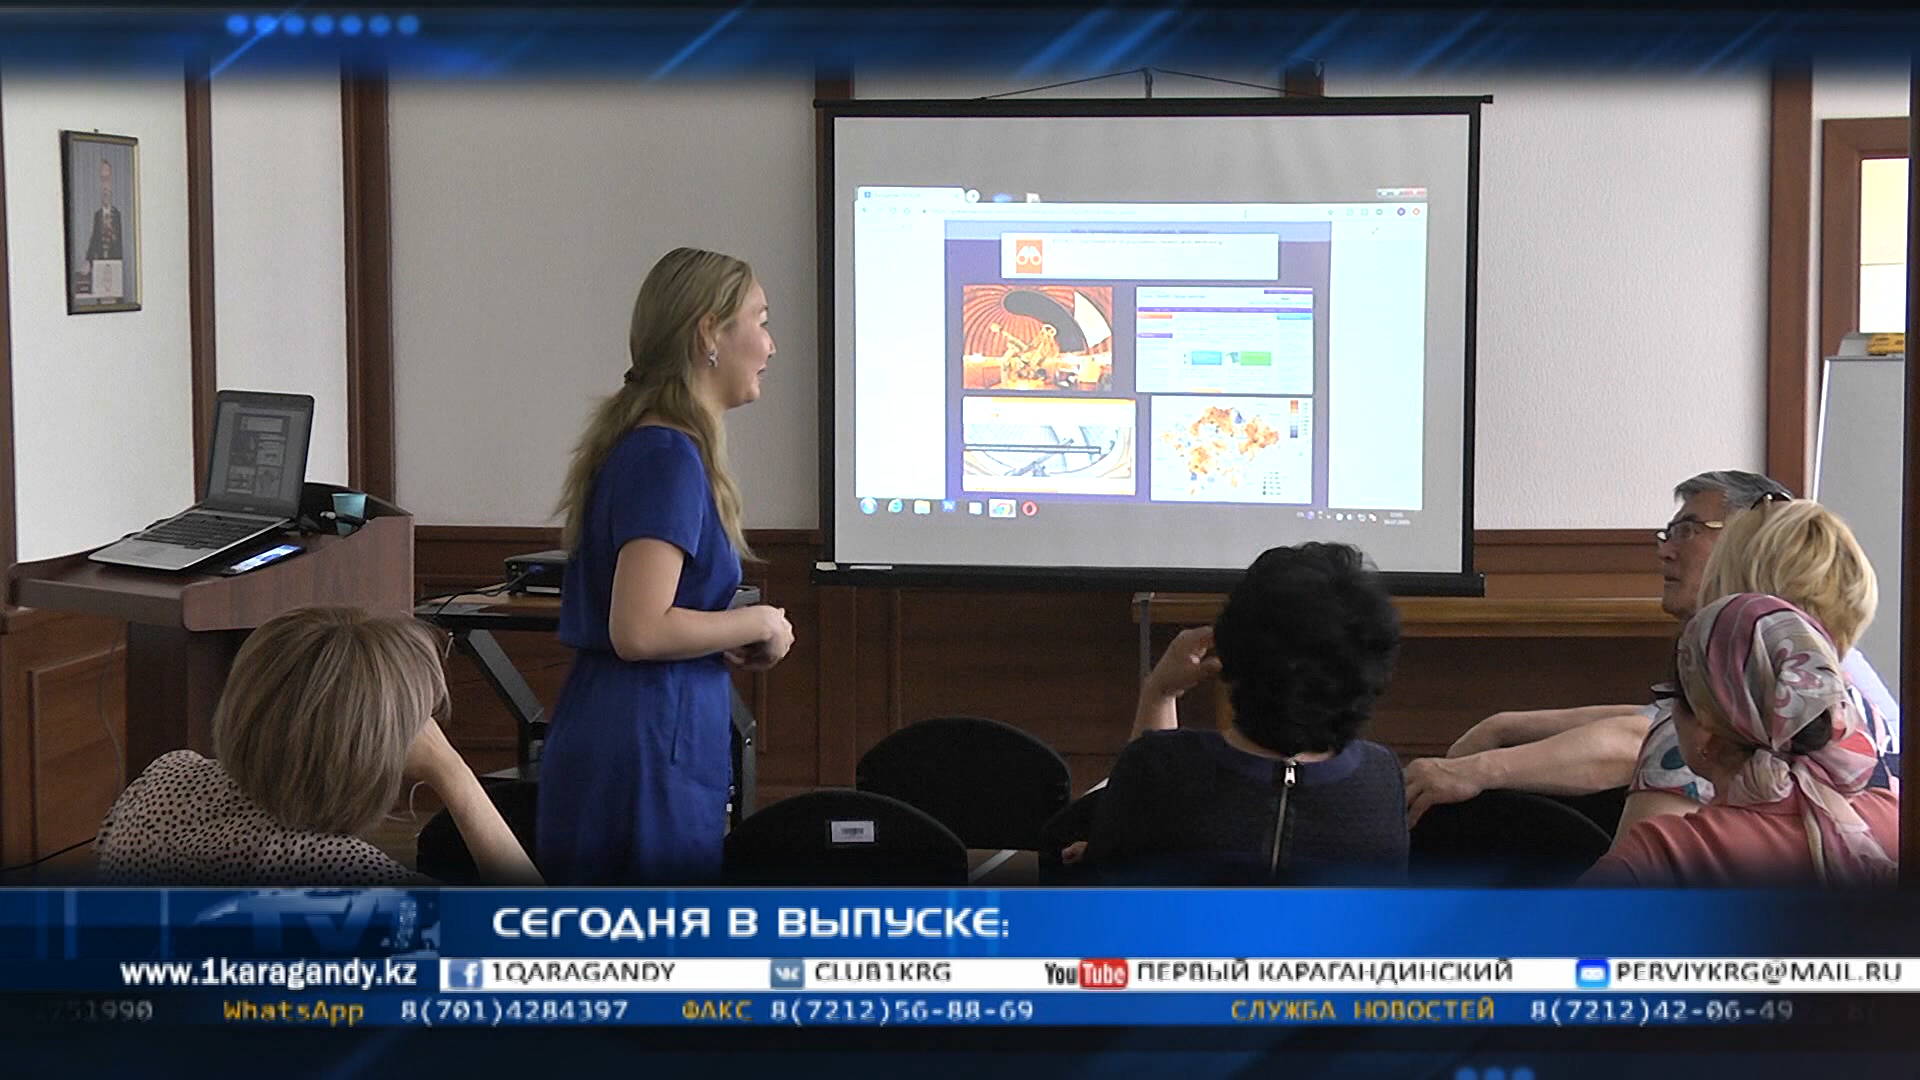 СЕГОДНЯ В ВЫПУСКЕ:
www.1karagandy.kz 1QARAGANDY CLUB1KRG YouTube ПЕРВЫЙ КАРАГАНДИНСКИЙ PERVIYKRG@MAIL.RU
751990 WhatsApp 8(701)4284397 ФАКС 8(7212)56-88-69 СЛУЖБА НОВОСТЕЙ 8(7212)42-06-49